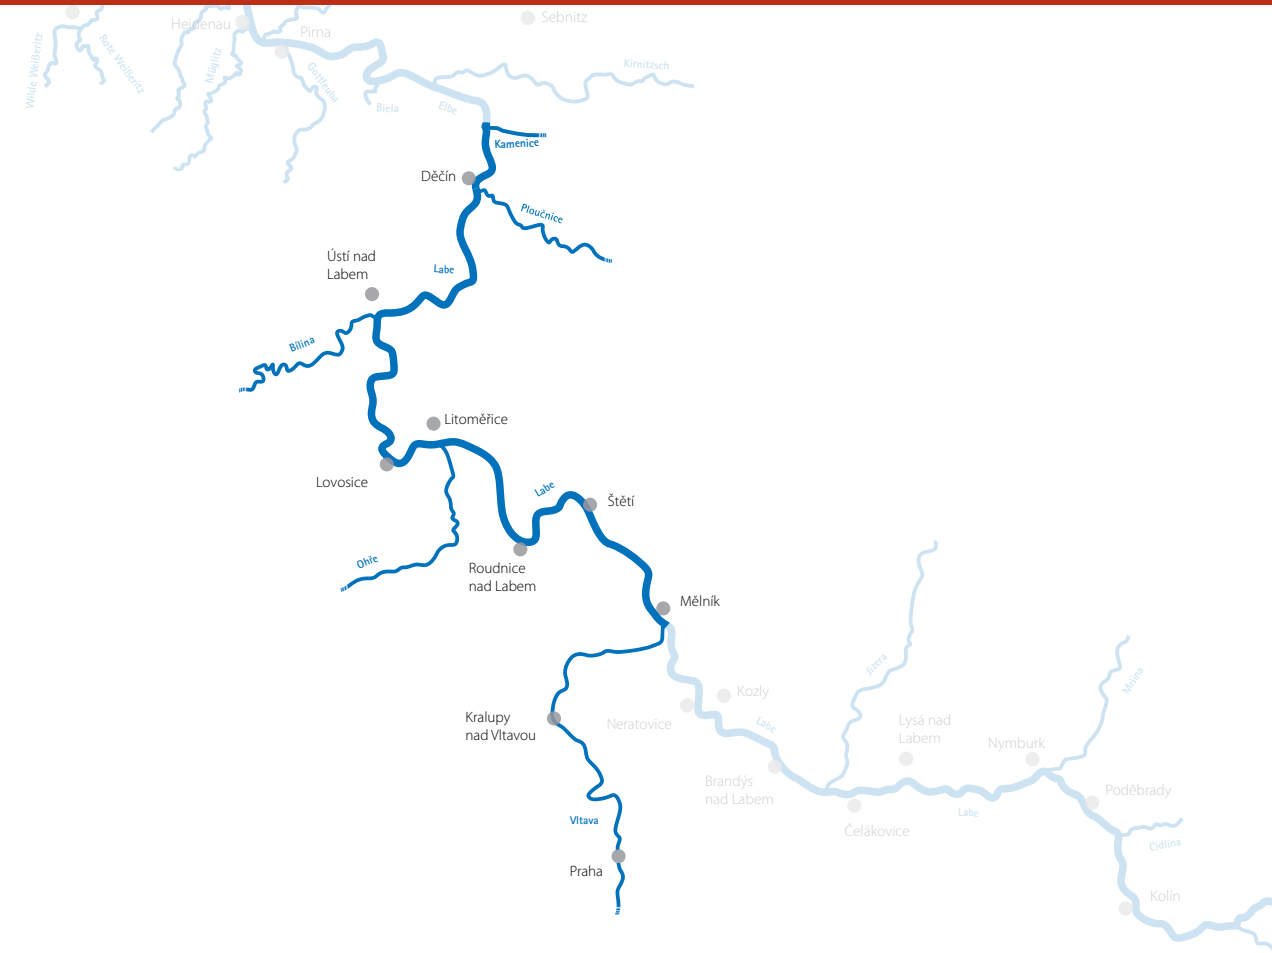 Sebnitz
Heidenau
Pirna
Wilde Weißeritz
Rote Weißeritz
Müglitz
Gottleuba
Kirnitzsch
Biela
Elbe
Kamenice
Děčín
Ploučnice
Ústí nad
Labem
Labe
Bílina
Litoměřice
Lovosice
Labe
Štětí
Ohře
Roudnice
nad Labem
Mělník
Jizera
Mrlina
Kozly
Kralupy
nad Vltavou
Neratovice
Labe
Lysá nad
Labem
Nymburk
Brandýs
nad Labem
Poděbrady
Vltava
Labe
Čelákovice
Cidlina
Praha
Kolín